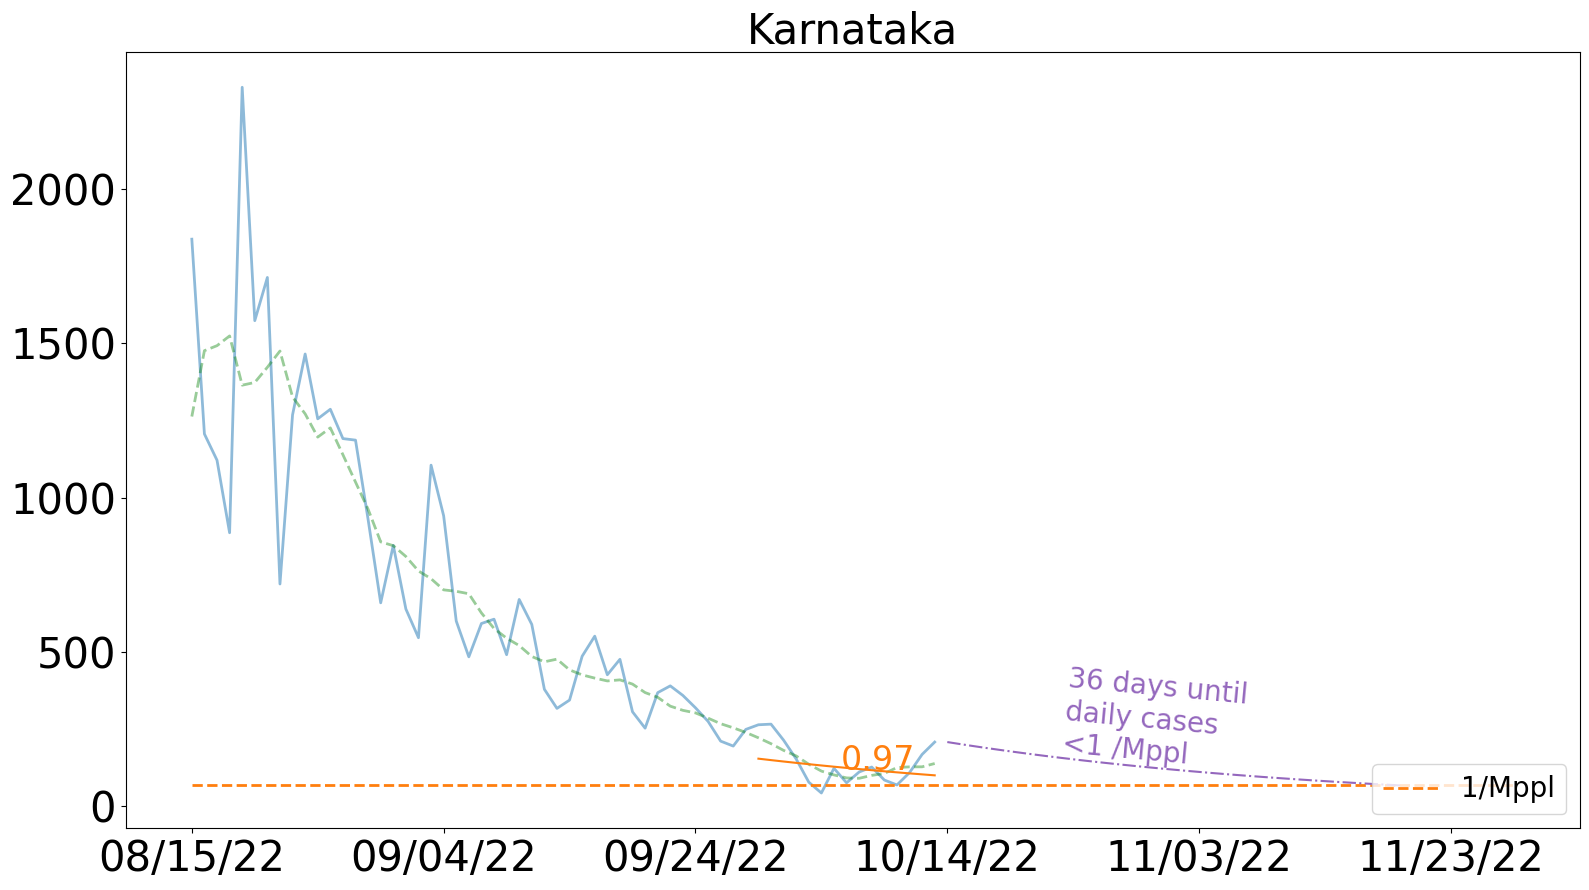 Karnataka
2000
1500
1000
500
0
0.97
36 days until
daily cases
<1 /Mppl
1/Mppl
08/15/22
09/04/22
09/24/22
10/14/22
11/03/22
11/23/22